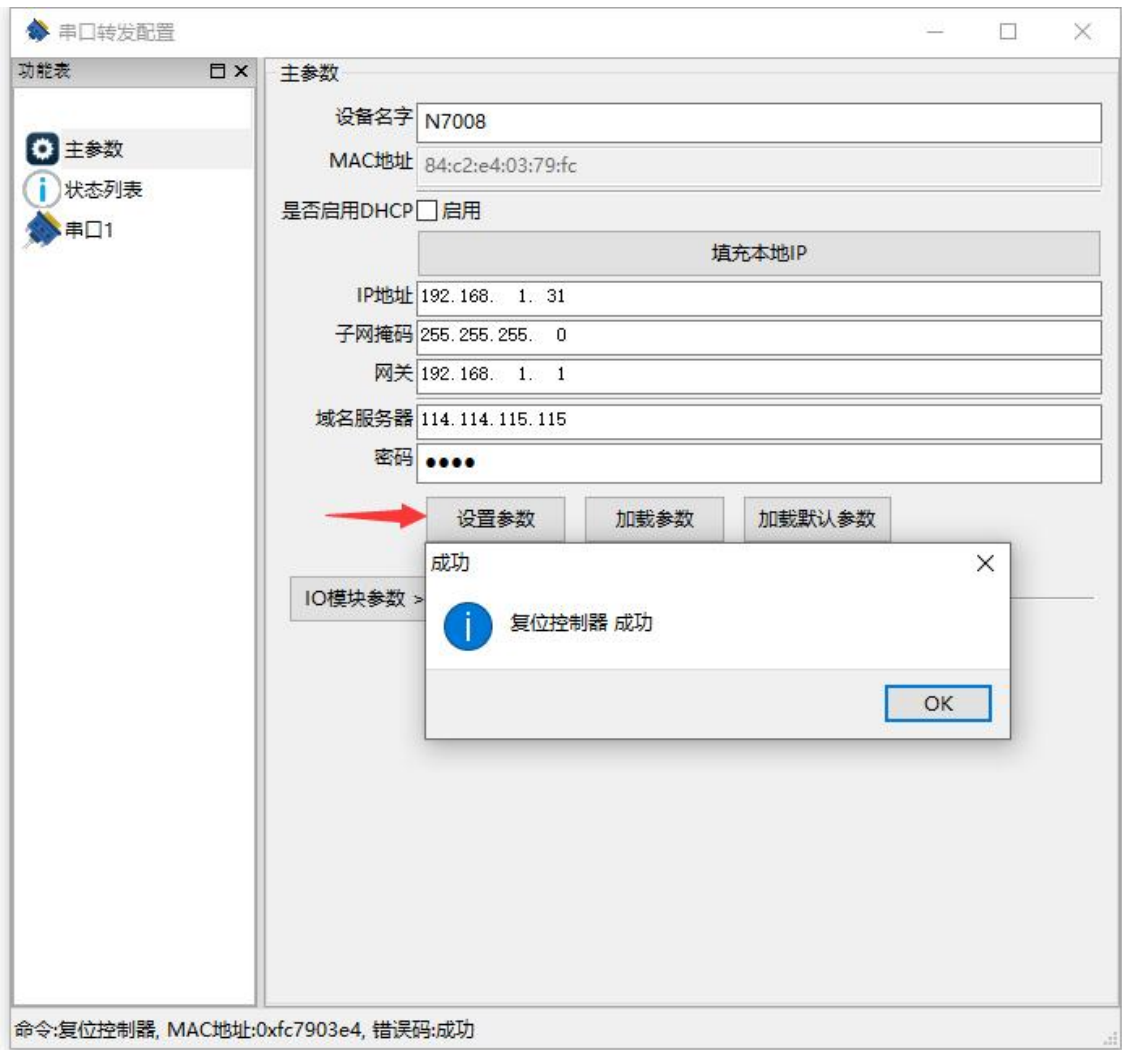 串口转发配置
功能表
主参数
状态列表
串口1
主参数
设备名字 N7008
MAC地址 84:c2:e4:03:79:fc
是否启用DHCP 启用
填充本地IP
IP地址 192.168. 1. 31
子网掩码 255.255.255. 0
网关 192.168. 1. 1
域名服务器 114.114.115.115
密码 ●●●●
设置参数 加载参数 加载默认参数
IO模块参数 >
成功
复位控制器 成功
OK
命令:复位控制器, MAC地址:0xfc7903e4, 错误码:成功